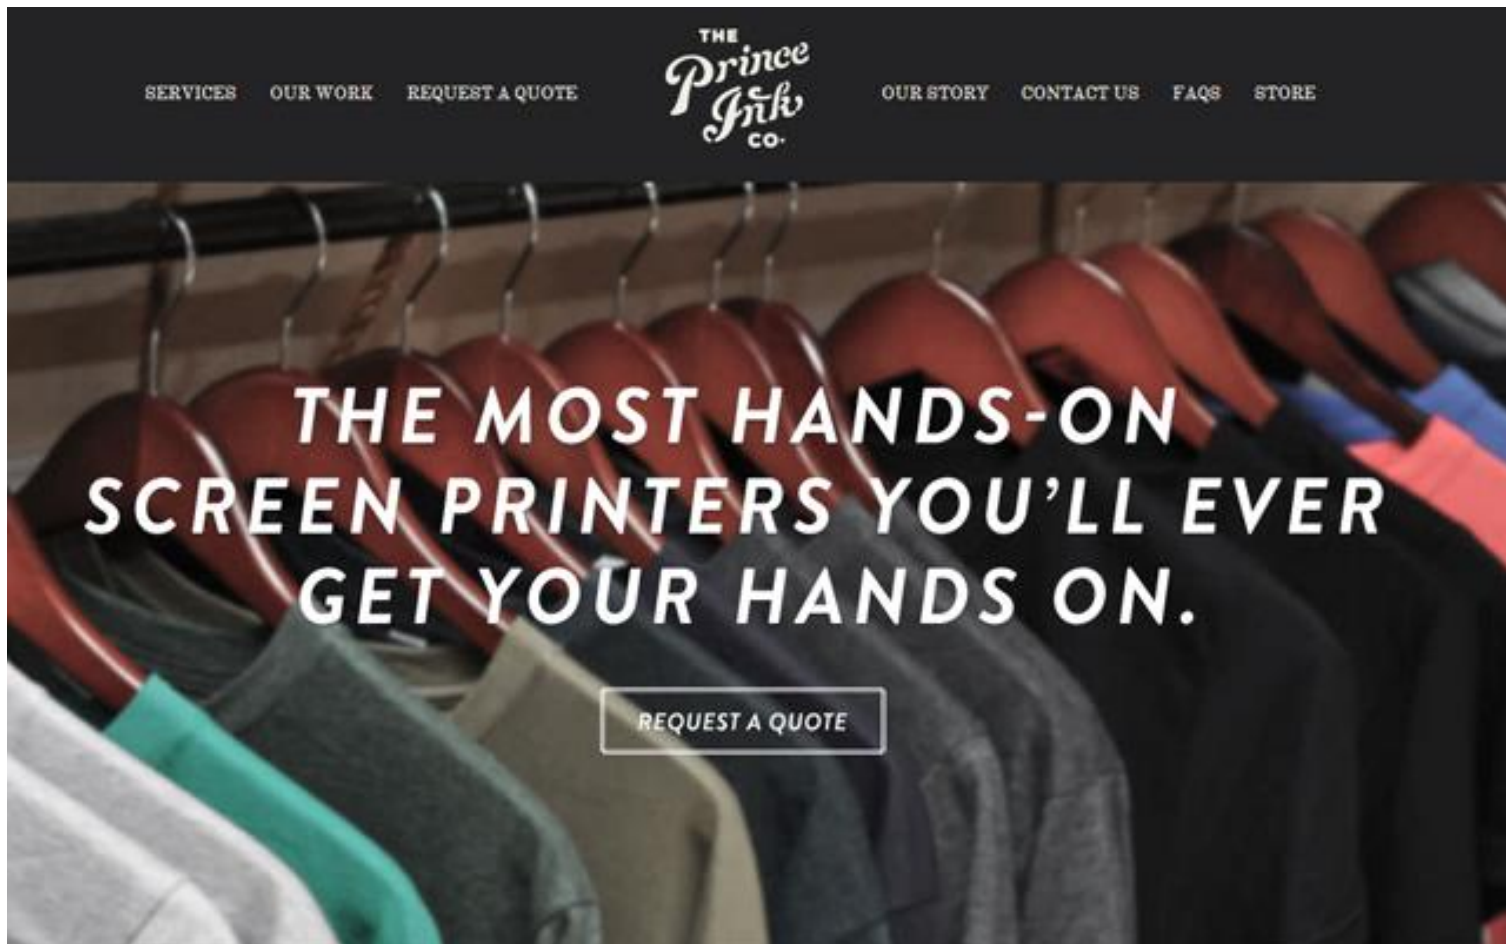 SERVICES OUR WORK REQUEST A QUOTE
THE
Prince
Ink
CO.
OUR STORY CONTACT US FAQS STORE
THE MOST HANDS-ON
SCREEN PRINTERS YOU'LL EVER
GET YOUR HANDS ON.
REQUEST A QUOTE